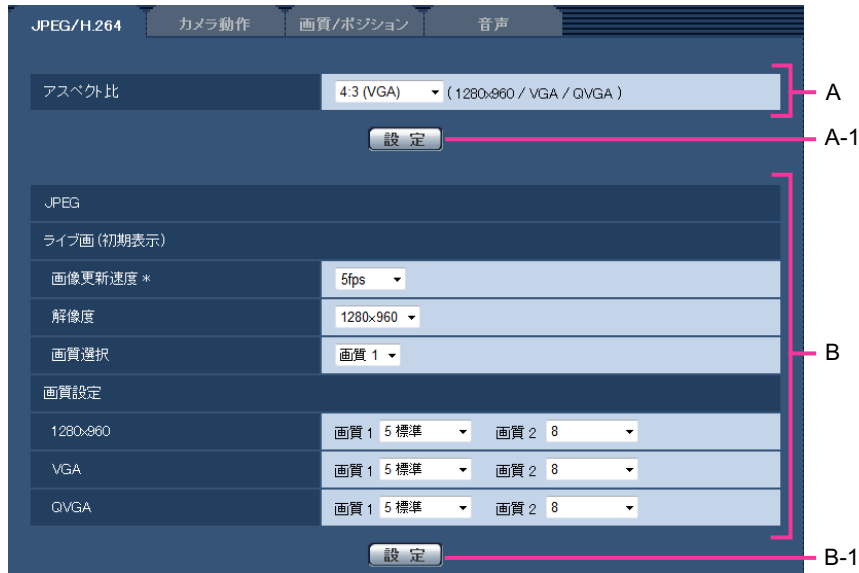 JPEG/H.264 カメラ動作 画質/ポジション 音声
アスペクト比 4:3 (VGA) (1280x960 / VGA / QVGA) A
設定 A-1
JPEG
ライブ画(初期表示)
画像更新速度* 5fps
解像度 1280x960
画質選択 画質 1 B
画質設定
1280x960 画質 1 5 標準 画質 2 8
VGA 画質 1 5 標準 画質 2 8
QVGA 画質 1 5 標準 画質 2 8
設定 B-1